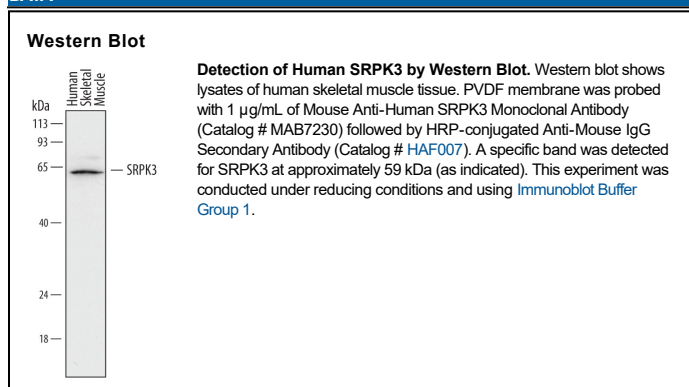 Western Blot
Human
Skeletal
Muscle
kDa
113
93
65
SRPK3
40
24
18
Detection of Human SRPK3 by Western Blot. Western blot shows
lysates of human skeletal muscle tissue. PVDF membrane was probed
with 1 µg/mL of Mouse Anti-Human SRPK3 Monoclonal Antibody
(Catalog # MAB7230) followed by HRP-conjugated Anti-Mouse IgG
Secondary Antibody (Catalog # HAF007). A specific band was detected
for SRPK3 at approximately 59 kDa (as indicated). This experiment was
conducted under reducing conditions and using Immunoblot Buffer
Group 1.